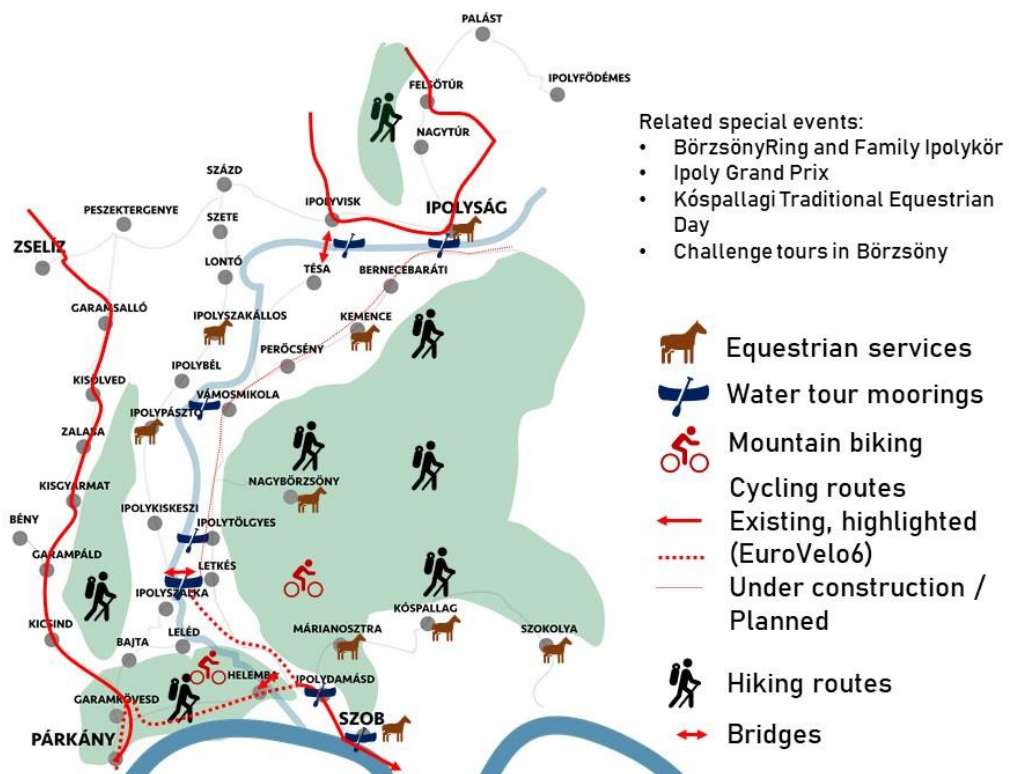 PALÁST
IPOLYFÖDÉMES
FELSŐTÚR
NAGYTÚR
SZÁZD
PESZEKTERGENYE
IPOLYVISK
IPOLYSÁG
SZETE
ZSELÍZ
LONTÓ
TÉSA
BERNECEBARÁTI
GARAMSALLÓ
IPOLYSZAKÁLLOS
KEMENCE
PERŐCSÉNY
IPOLYBÉL
KISÖLVED
VÁMOSMIKOLA
IPOLYPÁSZTÓ
ZALABA
NAGYBÖRZSÖNY
KISGYARMAT
IPOLYKISKESZI
BÉNY
IPOLYTÖLGYES
GARAMPÁLD
LETKÉS
IPOLYSZALKA
KÓSPALLAG
KICSIND
MÁRIANOSZTRA
SZOKOLYA
BAJTA
LELÉD
HELEMBA
IPOLYDAMÁSD
GARAMKÖVESD
SZOB
PÁRKÁNY
Related special events:
• BörzsönyRing and Family Ipolykör
• Ipoly Grand Prix
• Kóspallagi Traditional Equestrian
Day
• Challenge tours in Börzsöny
Equestrian services
Water tour moorings
Mountain biking
Cycling routes
Existing, highlighted
(EuroVelo6)
Under construction /
Planned
Hiking routes
Bridges